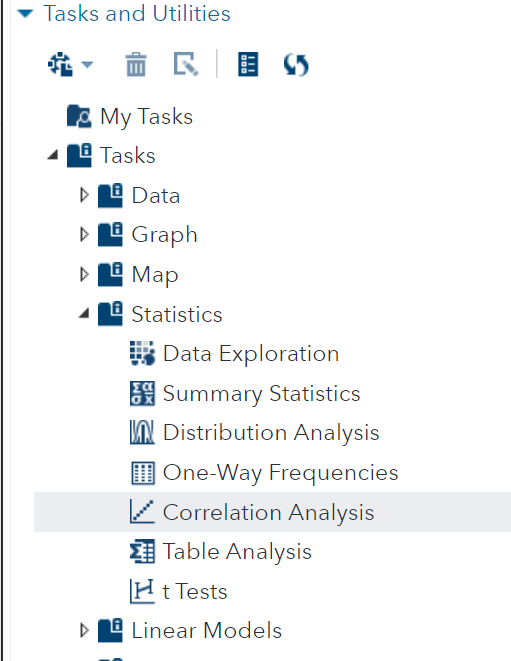 Tasks and Utilities
My Tasks
Tasks
Data
Graph
Map
Statistics
Data Exploration
Summary Statistics
Distribution Analysis
One-Way Frequencies
Correlation Analysis
Table Analysis
t Tests
Linear Models